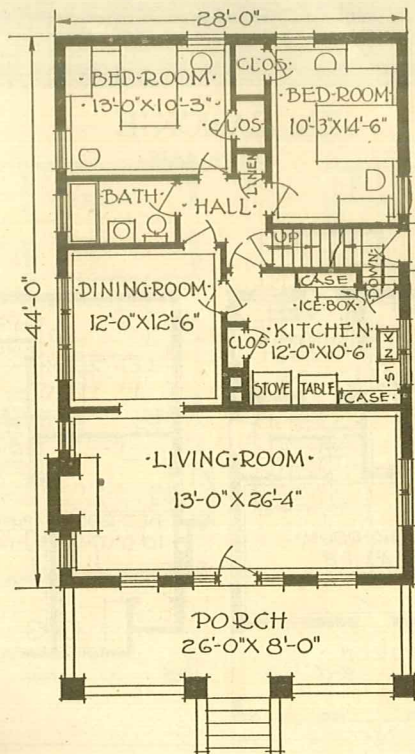 28'-0"
44'-0"
·BED-ROOM·
13'-0"X10'-3"
CLOS·
CLOS·
LINEN
BED-ROOM·
10'-3"X14'-6"
·BATH·
HALL
UP
DOWN
·DINING-ROOM·
12'-0"X12'-6"
CASE
·ICE·BOX
·KITCHEN·
12'-0"X10'-6"
CLOS·
SINK
STOVE
TABLE
·CASE·
·LIVING·ROOM·
13'-0"X26'-4"
PORCH
26'-0"X8'-0"